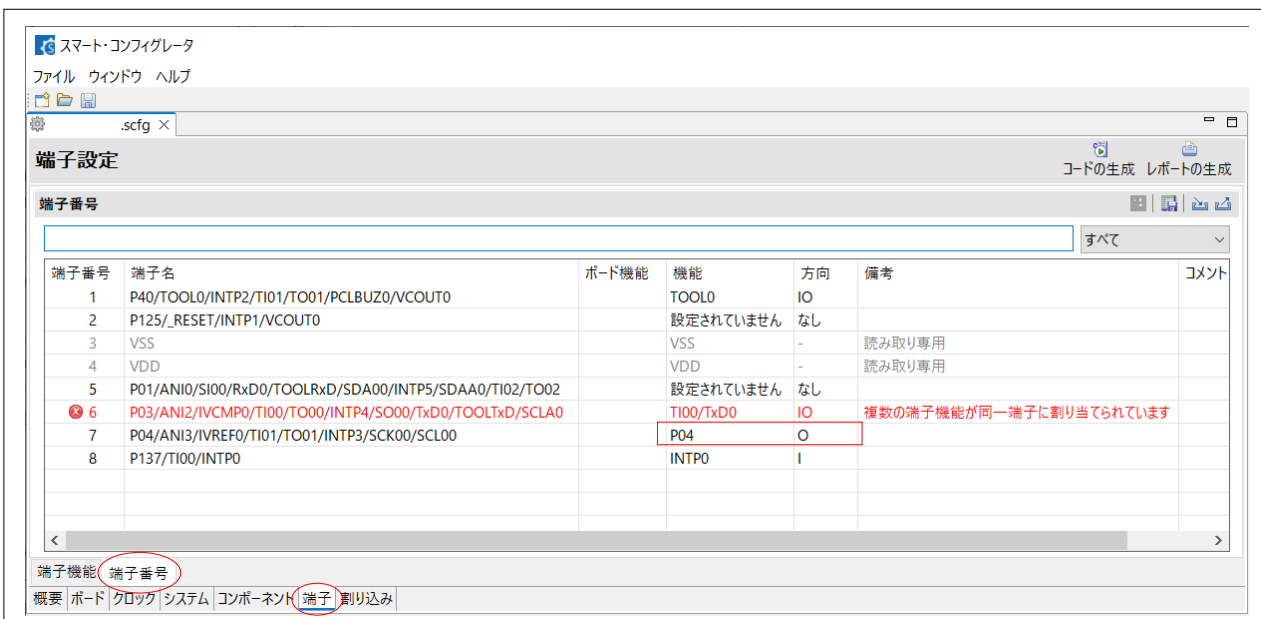 スマート・コンフィグレータ
ファイル ウィンドウ ヘルプ
.scfg ×
端子設定
コードの生成 レポートの生成
端子番号
すべて
端子番号 端子名 ボード機能 機能 方向 備考 コメント
1 P40/TOOL0/INTP2/TI01/TO01/PCLBUZ0/VCOUT0 TOOL0 IO
2 P125/_RESET/INTP1/VCOUT0 設定されていません なし
3 VSS VSS - 読み取り専用
4 VDD VDD - 読み取り専用
5 P01/ANI0/SI00/RxD0/TOOLRxD/SDA00/INTP5/SDAA0/TI02/TO02 設定されていません なし
6 P03/ANI2/IVCMP0/TI00/TO00/INTP4/SO00/TxD0/TOOLTxD/SCLA0 TI00/TxD0 IO 複数の端子機能が同一端子に割り当てられています
7 P04/ANI3/IVREF0/TI01/TO01/INTP3/SCK00/SCL00 P04 O
8 P137/TI00/INTP0 INTP0 I
端子機能 端子番号
概要 ボード クロック システム コンポーネント 端子 割り込み